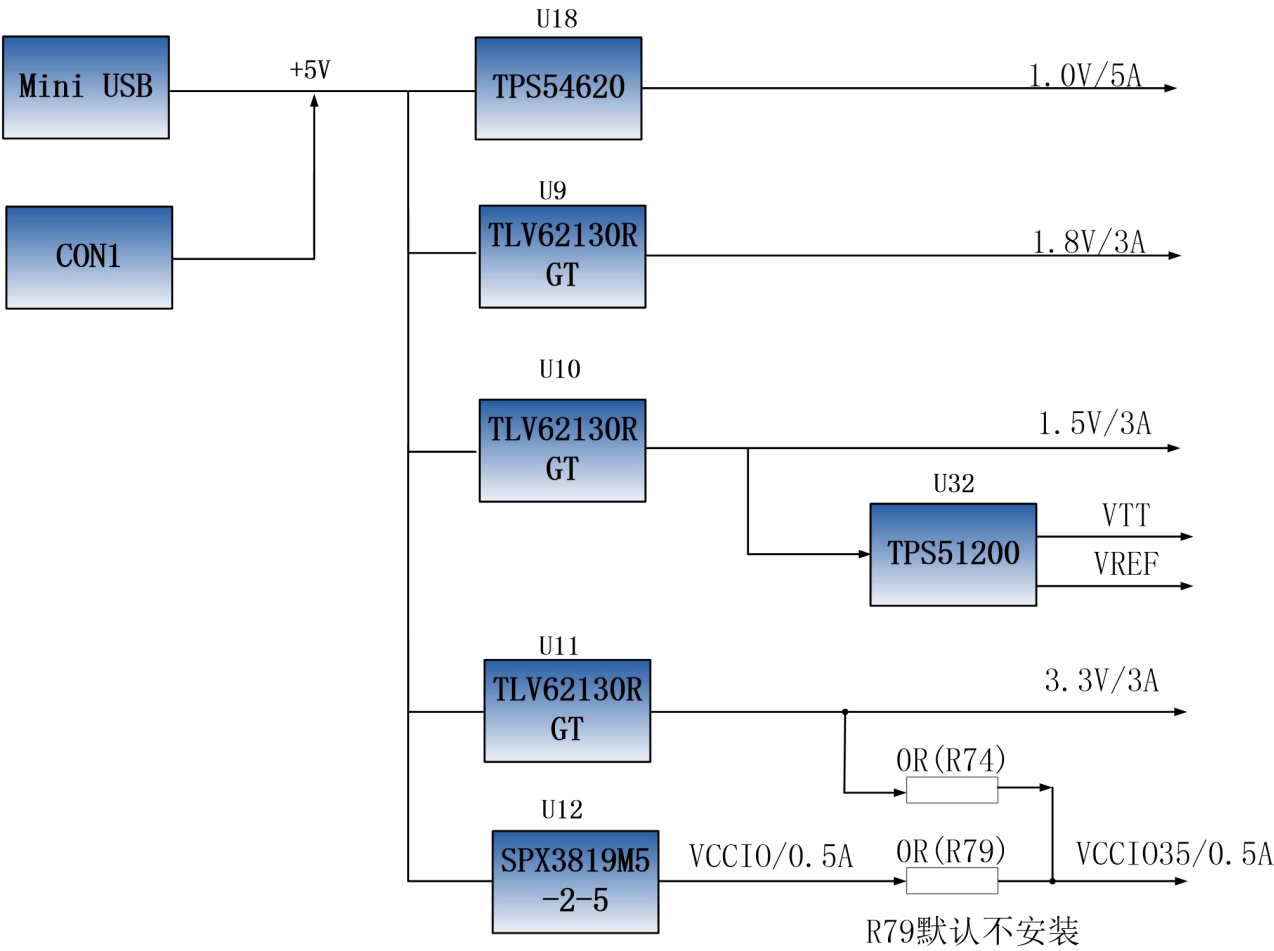 U18
Mini USB
+5V
TPS54620
1.0V/5A
U9
CON1
TLV62130R
GT
1.8V/3A
U10
TLV62130R
GT
1.5V/3A
U32
TPS51200
VTT
VREF
U11
TLV62130R
GT
3.3V/3A
0R(R74)
U12
SPX3819M5
-2-5
VCCIO/0.5A
0R(R79)
VCCIO35/0.5A
R79默认不安装